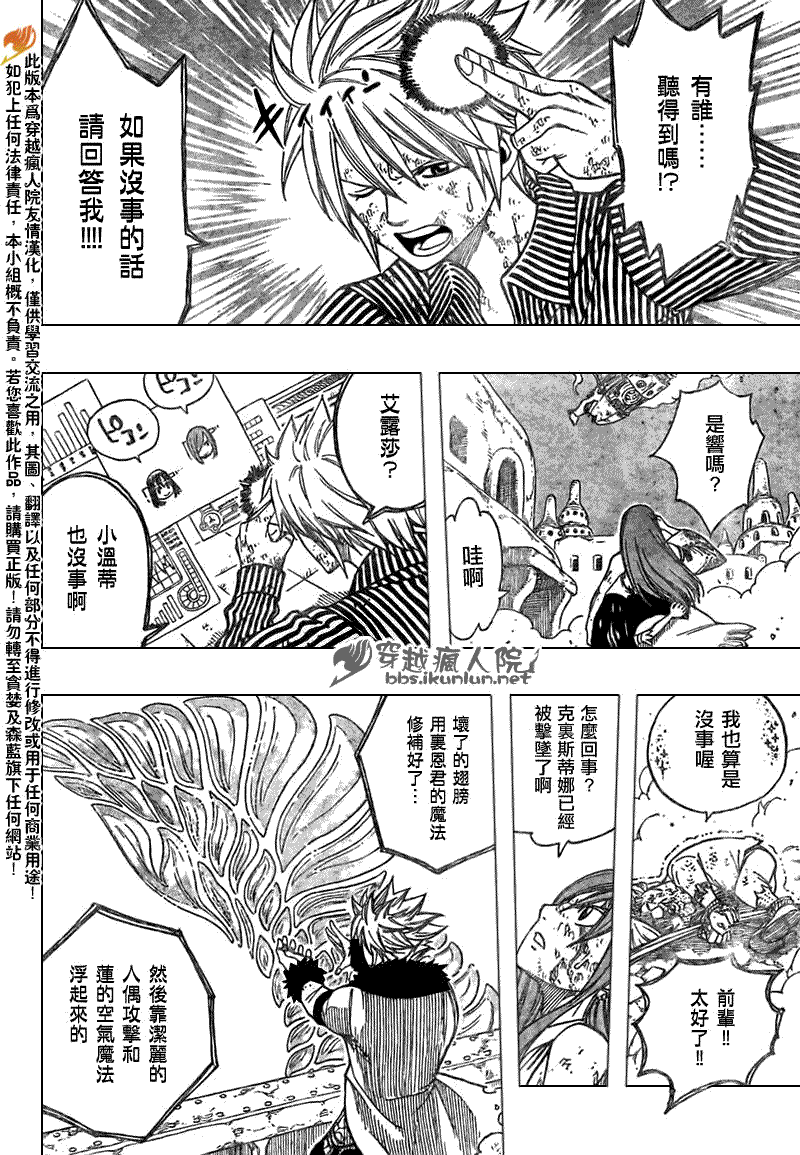 有誰……
聽得到嗎!?
如果沒事的話
請回答我!!!!
是響嗎?
哇啊
艾露莎?
小溫蒂
也沒事啊
ピコン
ピコン
我也算是
沒事喔
前輩!!
太好了!!
怎麼回事?
克裏斯蒂娜已經
被擊墜了啊
壞了的翅膀
用裏恩君的魔法
修補好了…
然後靠潔麗的
人偶攻擊和
蓮的空氣魔法
浮起來的
穿越瘋人院
bbs.ikunlun.net
此版本爲穿越瘋人院友情漢化，僅供學習交流之用，其圖、翻譯以及任何部分不得進行修改或用于任何商業用途！
如犯上任何法律責任，本小組概不負責。若您喜歡此作品，請購買正版！請勿轉至貪婪及森藍旗下任何網站！